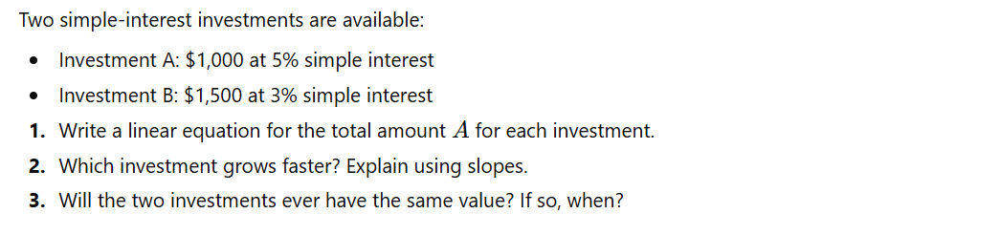 Two simple-interest investments are available:
• Investment A: $1,000 at 5% simple interest
• Investment B: $1,500 at 3% simple interest
1. Write a linear equation for the total amount A for each investment.
2. Which investment grows faster? Explain using slopes.
3. Will the two investments ever have the same value? If so, when?